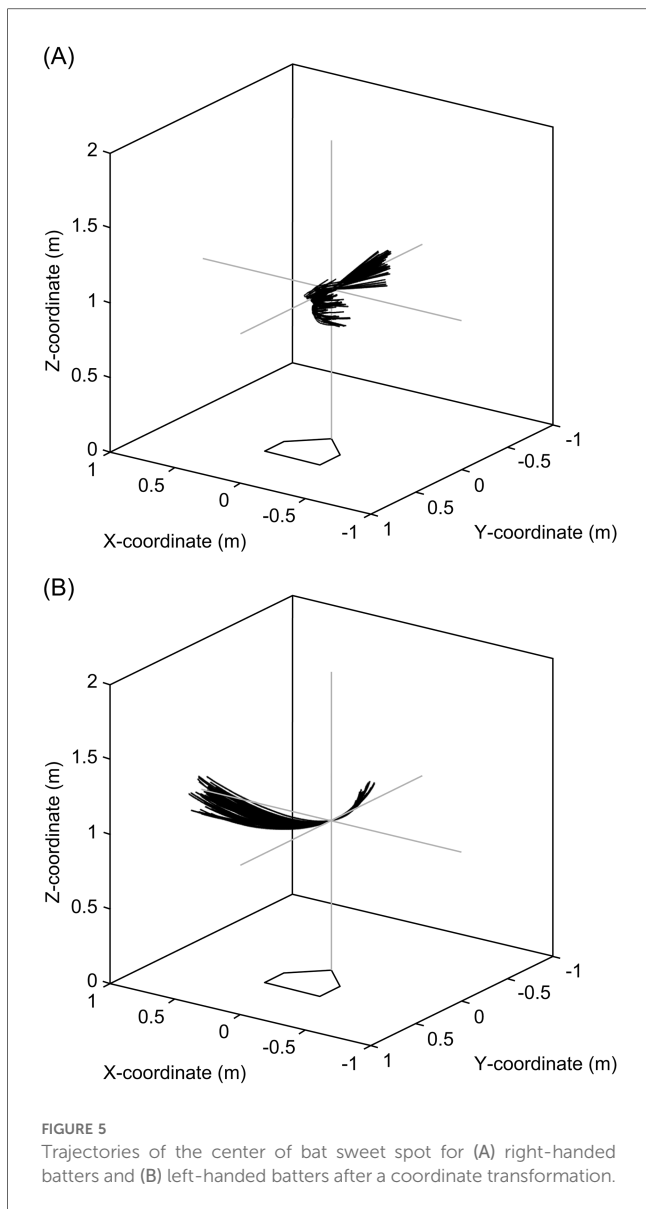 (A)
2
1.5
1
0.5
0
Z-coordinate (m)
1
0.5
0
-0.5
-1
X-coordinate (m)
1
0.5
0
-0.5
-1
Y-coordinate (m)
(B)
2
1.5
1
0.5
0
Z-coordinate (m)
1
0.5
0
-0.5
-1
X-coordinate (m)
1
0.5
0
-0.5
-1
Y-coordinate (m)
FIGURE 5
Trajectories of the center of bat sweet spot for (A) right-handed
batters and (B) left-handed batters after a coordinate transformation.